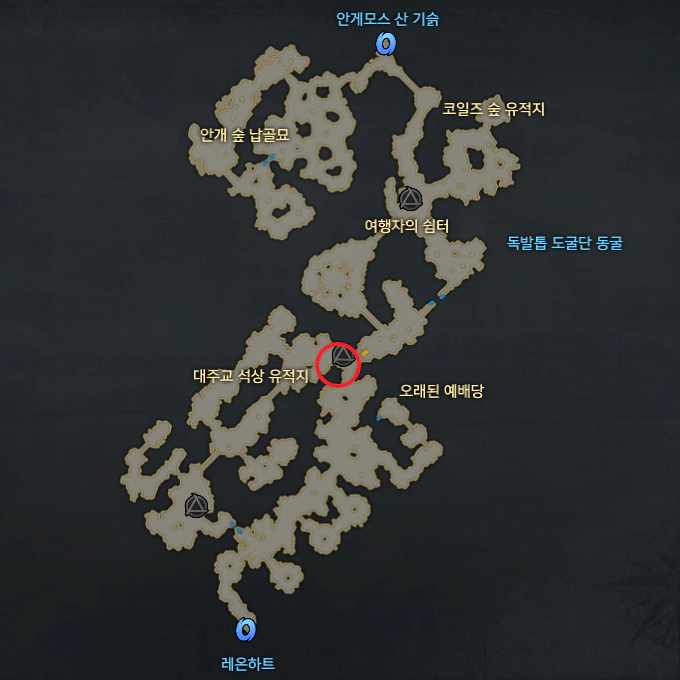 안게모스 산 기슭
코일즈 숲 유적지
안개 숲 납골묘
여행자의 쉼터
독발톱 도굴단 동굴
대주교 석상 유적지
오래된 예배당
레온하트